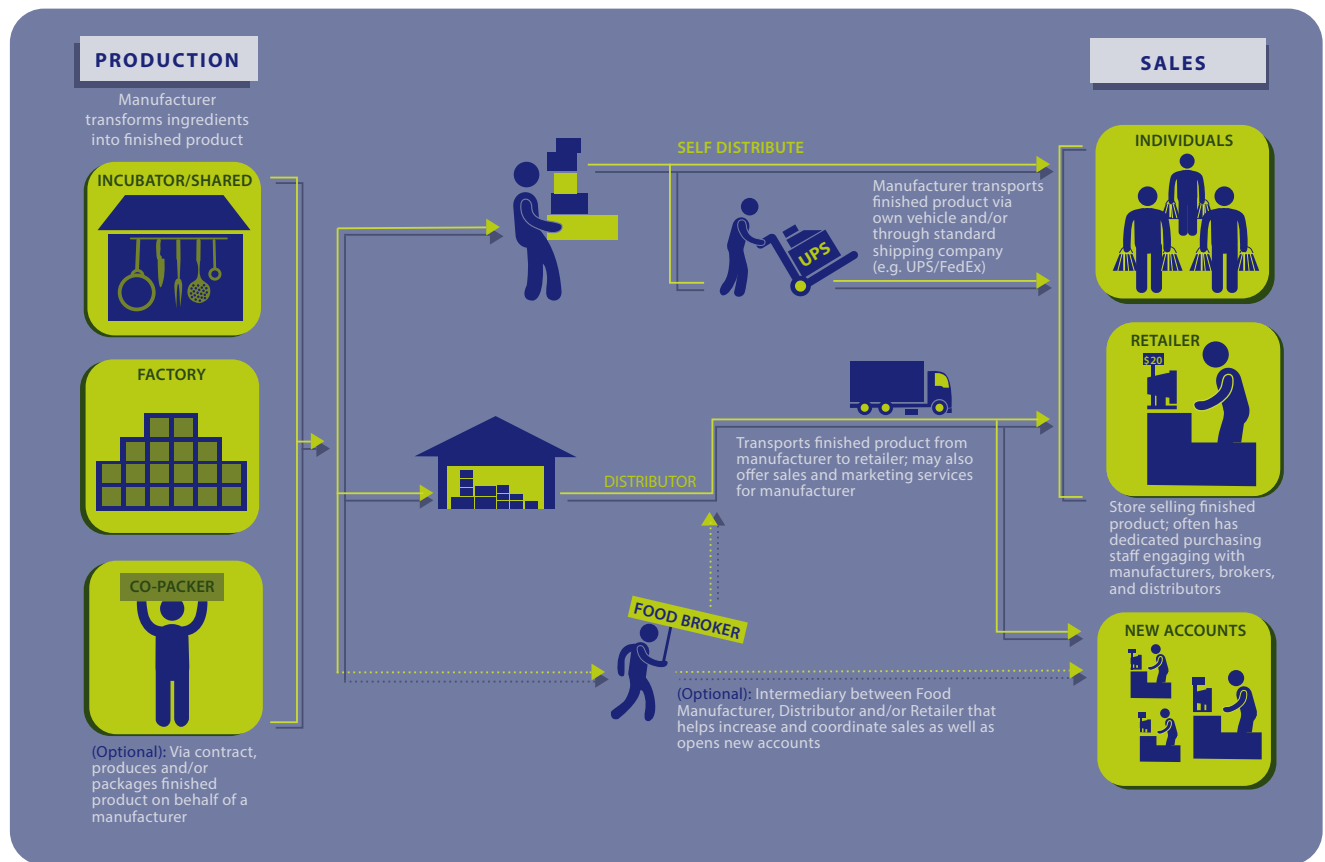 PRODUCTION
Manufacturer
transforms ingredients
into finished product
INCUBATOR/SHARED
FACTORY
CO-PACKER
(Optional): Via contract,
produces and/or
packages finished
product on behalf of a
manufacturer
SELF DISTRIBUTE
Manufacturer transports
finished product via
own vehicle and/or
through standard
shipping company
(e.g. UPS/FedEx)
UPS
DISTRIBUTOR
Transports finished product from
manufacturer to retailer; may also
offer sales and marketing services
for manufacturer
FOOD BROKER
(Optional): Intermediary between Food
Manufacturer, Distributor and/or Retailer that
helps increase and coordinate sales as well as
opens new accounts
SALES
INDIVIDUALS
RETAILER
$20
Store selling finished
product; often has
dedicated purchasing
staff engaging with
manufacturers, brokers,
and distributors
NEW ACCOUNTS